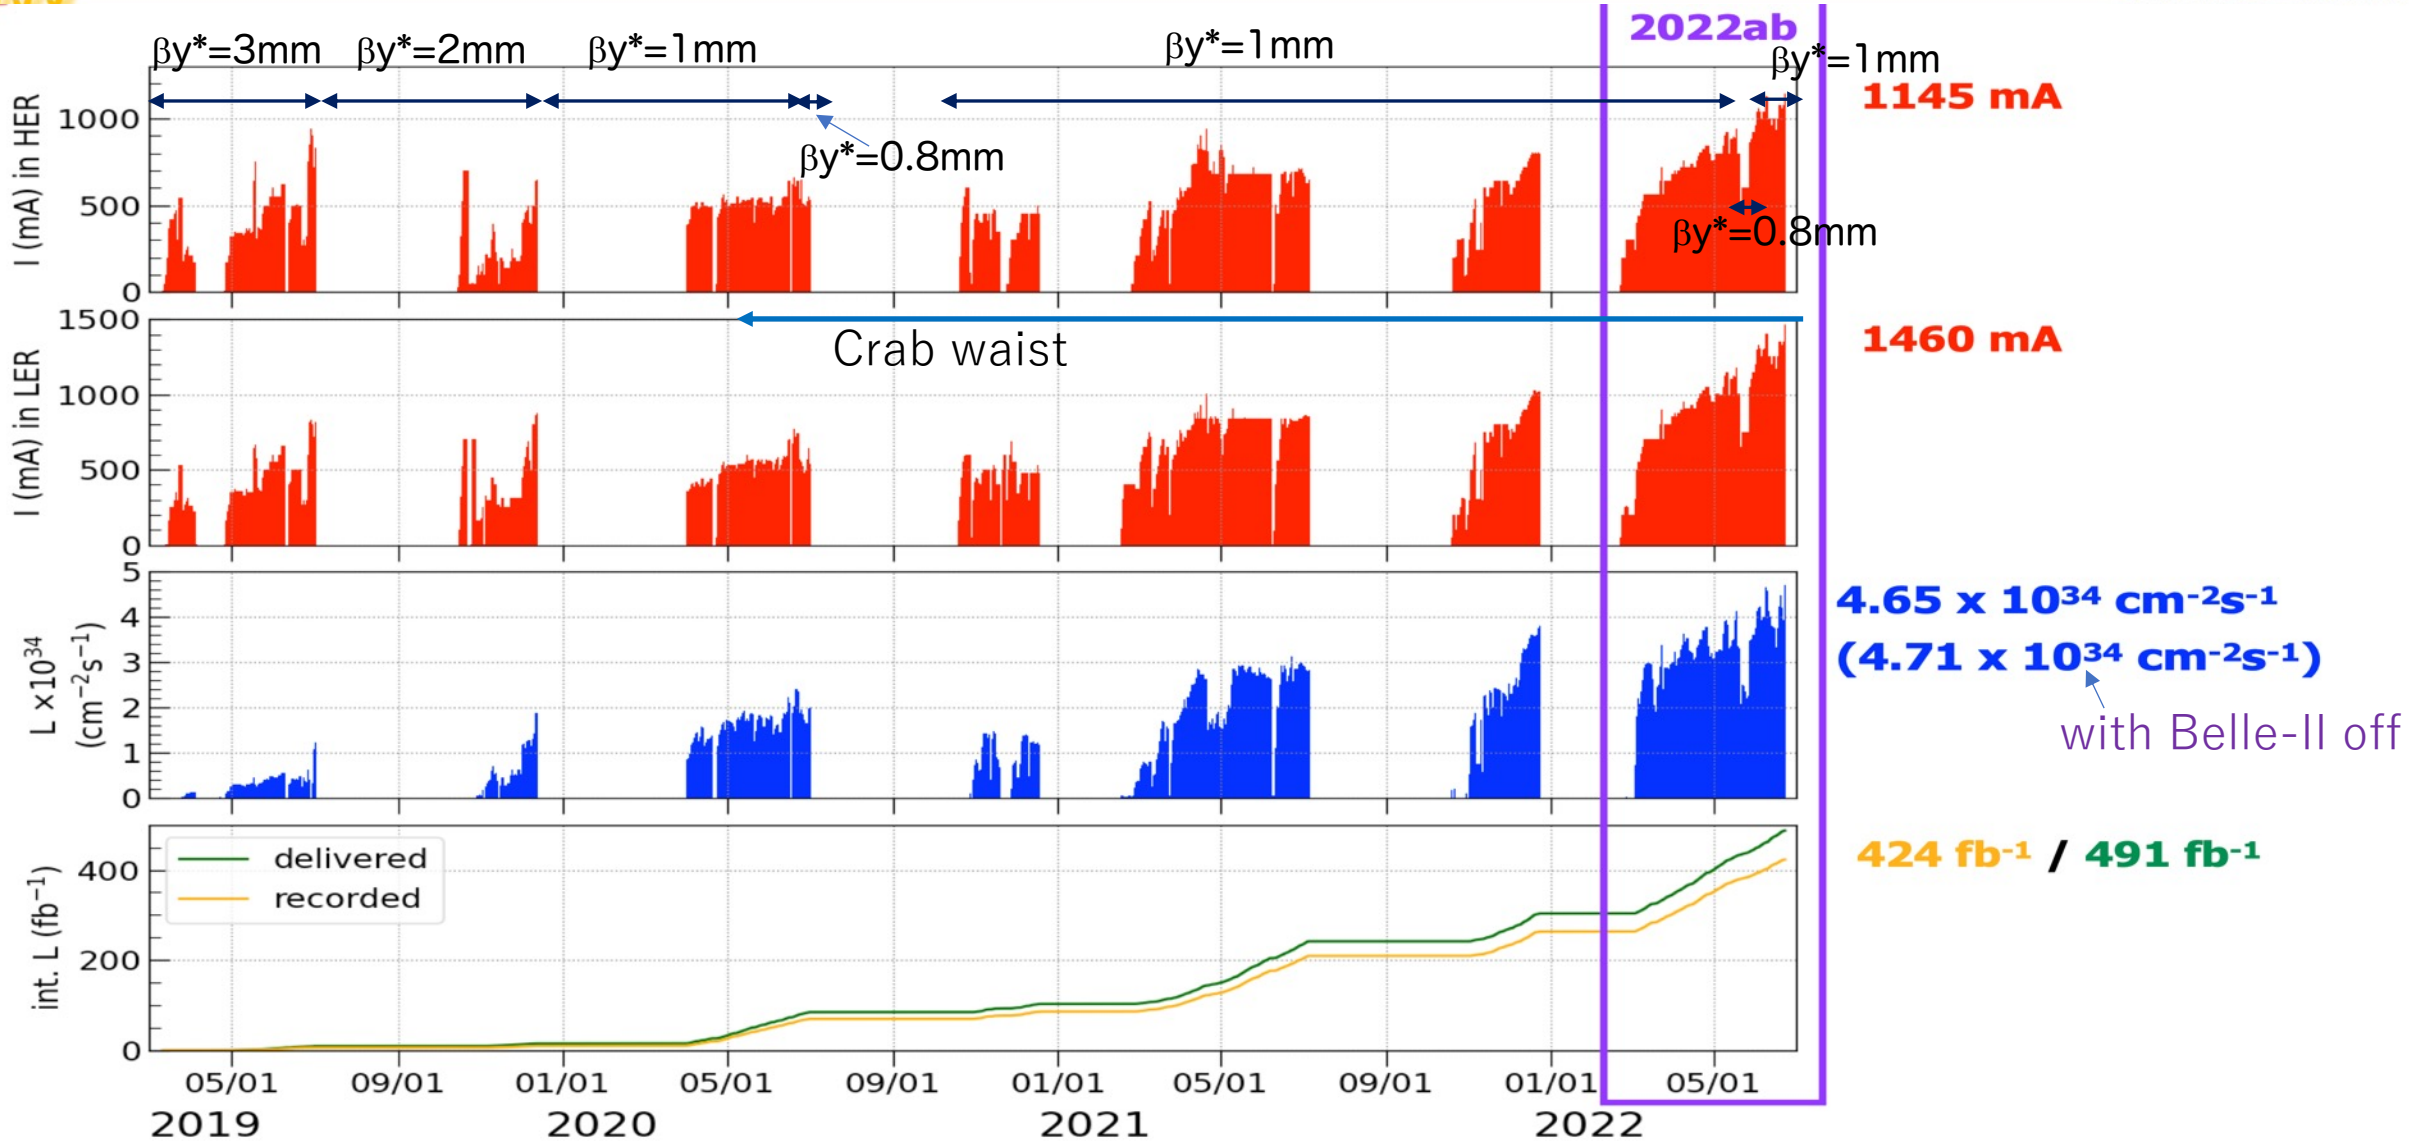 2022ab
βy*=3mm
βy*=2mm
βy*=1mm
βy*=1mm
βy*=1mm
I (mA) in HER
1000
500
0
βy*=0.8mm
βy*=0.8mm
1145 mA
I (mA) in LER
1500
1000
500
0
Crab waist
1460 mA
L x10³⁴
(cm⁻²s⁻¹)
5
4
3
2
1
0
4.65 x 10³⁴ cm⁻²s⁻¹
(4.71 x 10³⁴ cm⁻²s⁻¹)
with Belle-II off
int. L (fb⁻¹)
400
200
0
delivered
recorded
424 fb⁻¹ / 491 fb⁻¹
05/01 09/01 01/01 05/01 09/01 01/01 05/01 09/01 01/01 05/01
2019 2020 2021 2022